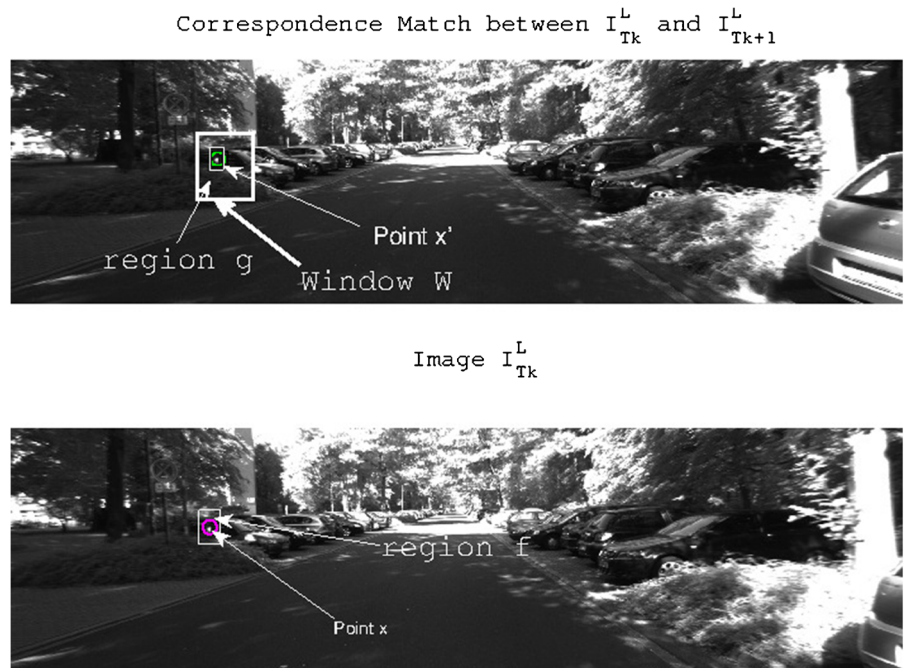 Correspondence Match between I^L_Tk and I^L_Tk+1
Point x'
region g
Window W
Image I^L_Tk
region f
Point x